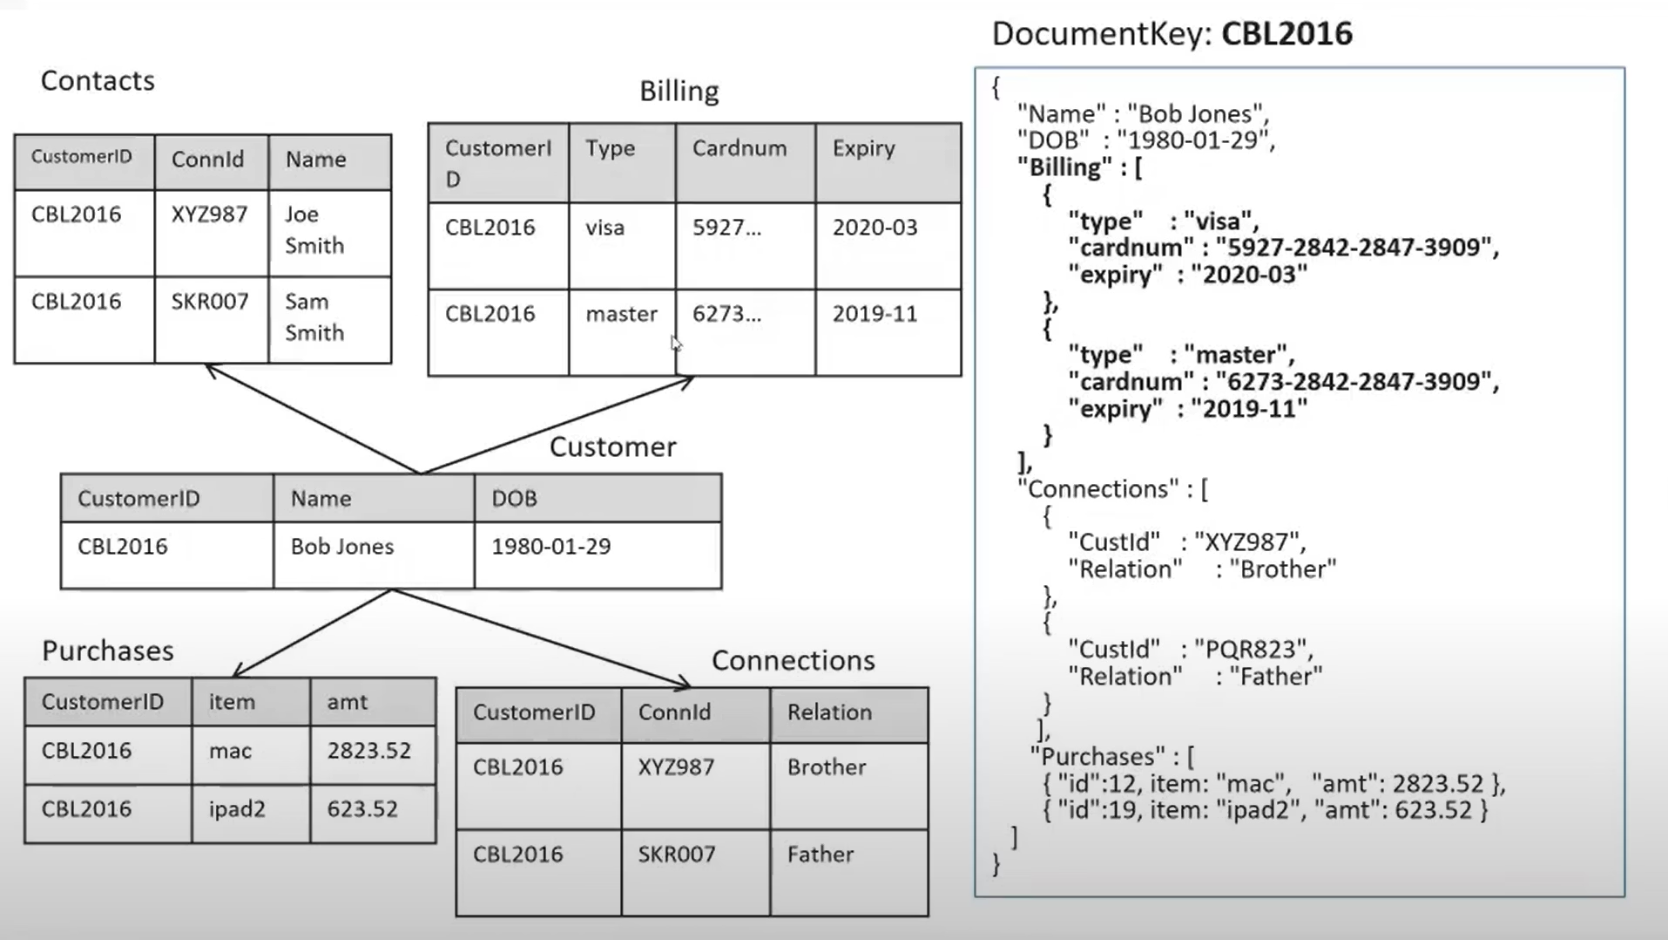 Contacts
CustomerID ConnId Name
CBL2016 XYZ987 Joe
Smith
CBL2016 SKR007 Sam
Smith
Billing
CustomerI Type Cardnum Expiry
D
CBL2016 visa 5927... 2020-03
CBL2016 master 6273... 2019-11
Customer
CustomerID Name DOB
CBL2016 Bob Jones 1980-01-29
Purchases
CustomerID item amt
CBL2016 mac 2823.52
CBL2016 ipad2 623.52
Connections
CustomerID ConnId Relation
CBL2016 XYZ987 Brother
CBL2016 SKR007 Father
DocumentKey: CBL2016
{
"Name" : "Bob Jones",
"DOB" : "1980-01-29",
"Billing" : [
{
"type" : "visa",
"cardnum" : "5927-2842-2847-3909",
"expiry" : "2020-03"
},
{
"type" : "master",
"cardnum" : "6273-2842-2847-3909",
"expiry" : "2019-11"
}
],
"Connections" : [
{
"CustId" : "XYZ987",
"Relation" : "Brother"
},
{
"CustId" : "PQR823",
"Relation" : "Father"
}
],
"Purchases" : [
{ "id":12, item: "mac", "amt": 2823.52 },
{ "id":19, item: "ipad2", "amt": 623.52 }
]
}